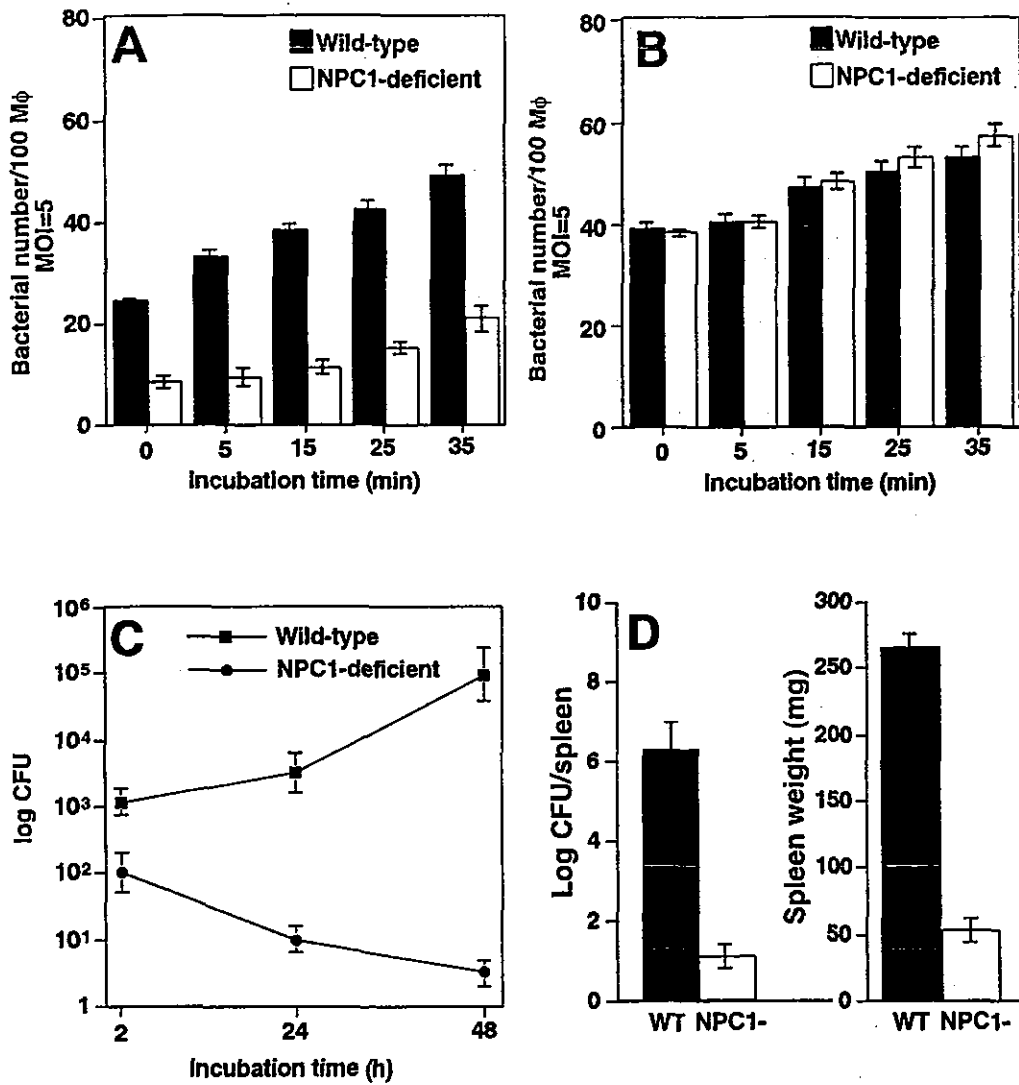 A
Wild-type
NPC1-deficient
Bacterial number/100 Mϕ
MOI=5
80
60
40
20
0
0 5 15 25 35
Incubation time (min)
B
Wild-type
NPC1-deficient
Bacterial number/100 Mϕ
MOI=5
80
60
40
20
0
0 5 15 25 35
Incubation time (min)
C
Wild-type
NPC1-deficient
log CFU
10⁶
10⁵
10⁴
10³
10²
10¹
1
2 24 48
Incubation time (h)
D
Log CFU/spleen
10
8
6
4
2
0
WT NPC1-
Spleen weight (mg)
300
250
200
150
100
50
0
WT NPC1-